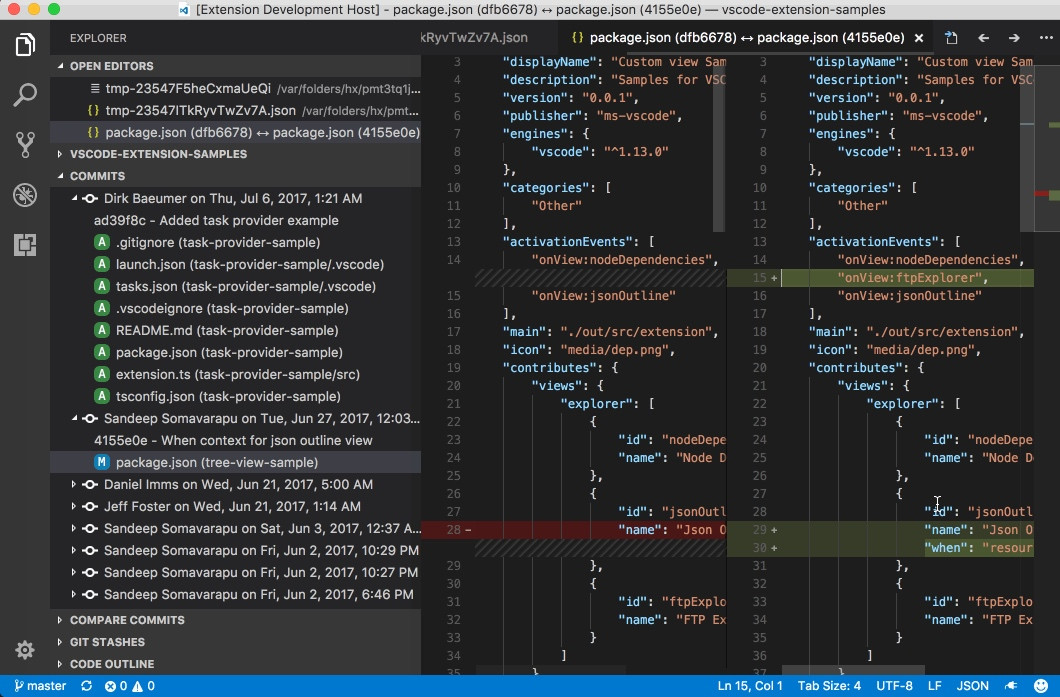 [Extension Development Host] - package.json (dfb6678) ↔ package.json (4155e0e) — vscode-extension-samples
EXPLORER
OPEN EDITORS
tmp-23547F5heCxmaUeQi /var/folders/hx/pmt3tq1j...
{} tmp-23547ITkRyvTwZv7A.json /var/folders/hx/pmt...
{} package.json (dfb6678) ↔ package.json (4155e0e)
VSCODE-EXTENSION-SAMPLES
COMMITS
Dirk Baeumer on Thu, Jul 6, 2017, 1:21 AM
ad39f8c - Added task provider example
A .gitignore (task-provider-sample)
A launch.json (task-provider-sample/.vscode)
A tasks.json (task-provider-sample/.vscode)
A .vscodeignore (task-provider-sample)
A README.md (task-provider-sample)
A package.json (task-provider-sample)
A extension.ts (task-provider-sample/src)
A tsconfig.json (task-provider-sample)
Sandeep Somavarapu on Tue, Jun 27, 2017, 12:03...
4155e0e - When context for json outline view
M package.json (tree-view-sample)
Daniel Imms on Wed, Jun 21, 2017, 5:00 AM
Jeff Foster on Wed, Jun 21, 2017, 1:14 AM
Sandeep Somavarapu on Sat, Jun 3, 2017, 12:37 A...
Sandeep Somavarapu on Fri, Jun 2, 2017, 10:29 PM
Sandeep Somavarapu on Fri, Jun 2, 2017, 10:27 PM
Sandeep Somavarapu on Fri, Jun 2, 2017, 6:46 PM
COMPARE COMMITS
GIT STASHES
CODE OUTLINE
kRyvTwZv7A.json
{} package.json (dfb6678) ↔ package.json (4155e0e) ×
3 "displayName": "Custom view Sam
4 "description": "Samples for VSC
5 "version": "0.0.1",
6 "publisher": "ms-vscode",
7 "engines": {
8 "vscode": "^1.13.0"
9 },
10 "categories": [
11 "Other"
12 ],
13 "activationEvents": [
14 "onView:nodeDependencies",
15 "onView:jsonOutline"
16 ],
17 "main": "./out/src/extension",
18 "icon": "media/dep.png",
19 "contributes": {
20 "views": {
21 "explorer": [
22 {
23 "id": "nodeDepe
24 "name": "Node D
25 },
26 {
27 "id": "jsonOutl
28 - "name": "Json O
29 },
30 {
31 "id": "ftpExplo
32 "name": "FTP Ex
33 }
34 ]
35 }
3 "displayName": "Custom view Sam
4 "description": "Samples for VSC
5 "version": "0.0.1",
6 "publisher": "ms-vscode",
7 "engines": {
8 "vscode": "^1.13.0"
9 },
10 "categories": [
11 "Other"
12 ],
13 "activationEvents": [
14 "onView:nodeDependencies",
15 + "onView:ftpExplorer",
16 "onView:jsonOutline"
17 ],
18 "main": "./out/src/extension",
19 "icon": "media/dep.png",
20 "contributes": {
21 "views": {
22 "explorer": [
23 {
24 "id": "nodeDepe
25 "name": "Node D
26 },
27 {
28 "id": "jsonOutl
29 + "name": "Json O
30 + "when": "resour
31 },
32 {
33 "id": "ftpExplo
34 "name": "FTP Ex
35 }
36 ]
37 }
master 0 0 Ln 15, Col 1 Tab Size: 4 UTF-8 LF JSON